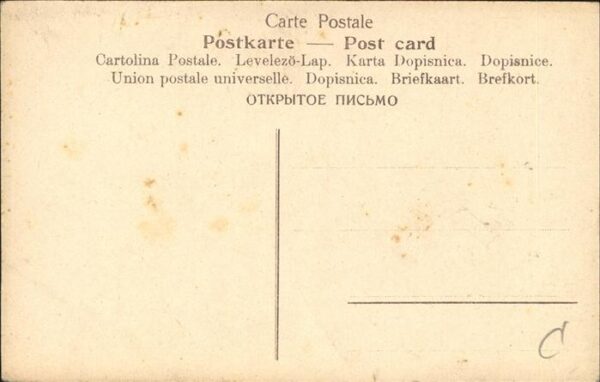 Carte Postale
Postkarte — Post card
Cartolina Postale. Levelező-Lap. Karta Dopisnica. Dopisnice.
Union postale universelle. Dopisnica. Briefkaart. Brefkort.
ОТКРЫТОЕ ПИСЬМО
C